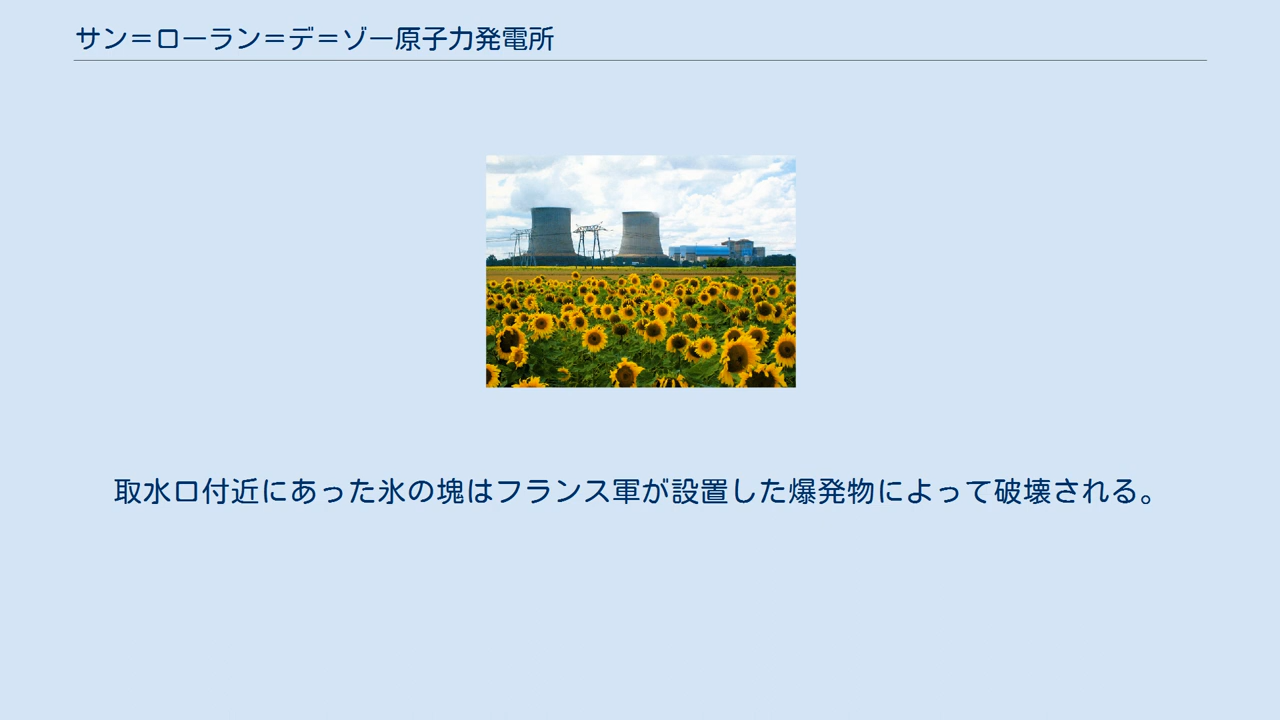 サン＝ローラン＝デ＝ゾー原子力発電所
取水口付近にあった氷の塊はフランス軍が設置した爆発物によって破壊される。